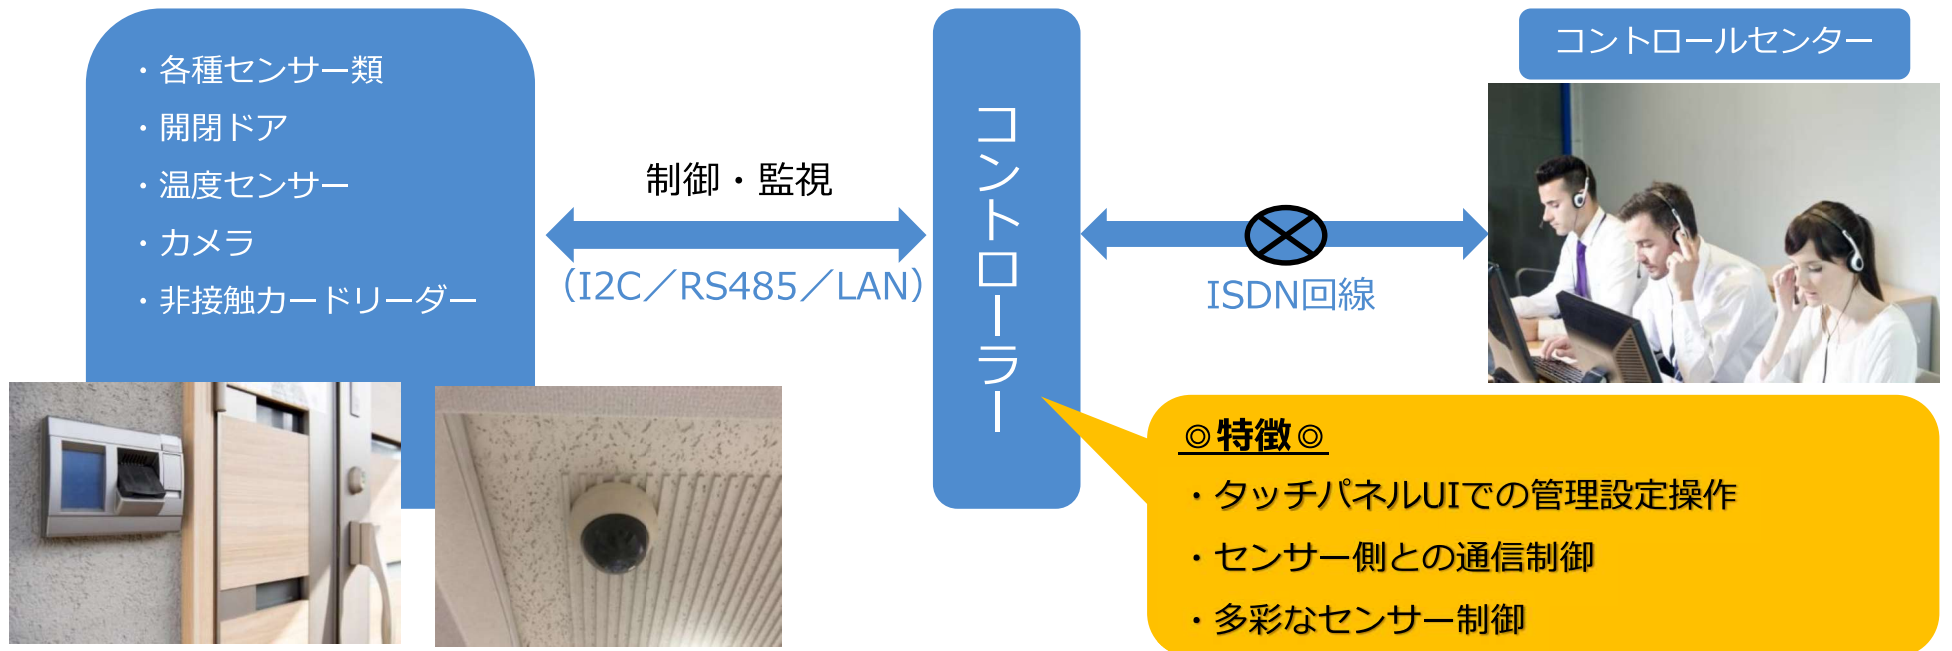 ・各種センサー類
・開閉ドア
・温度センサー
・カメラ
・非接触カードリーダー
制御・監視
（I2C／RS485／LAN）
コントローラー
ISDN回線
コントロールセンター
◎特徴◎
・タッチパネルUIでの管理設定操作
・センサー側との通信制御
・多彩なセンサー制御